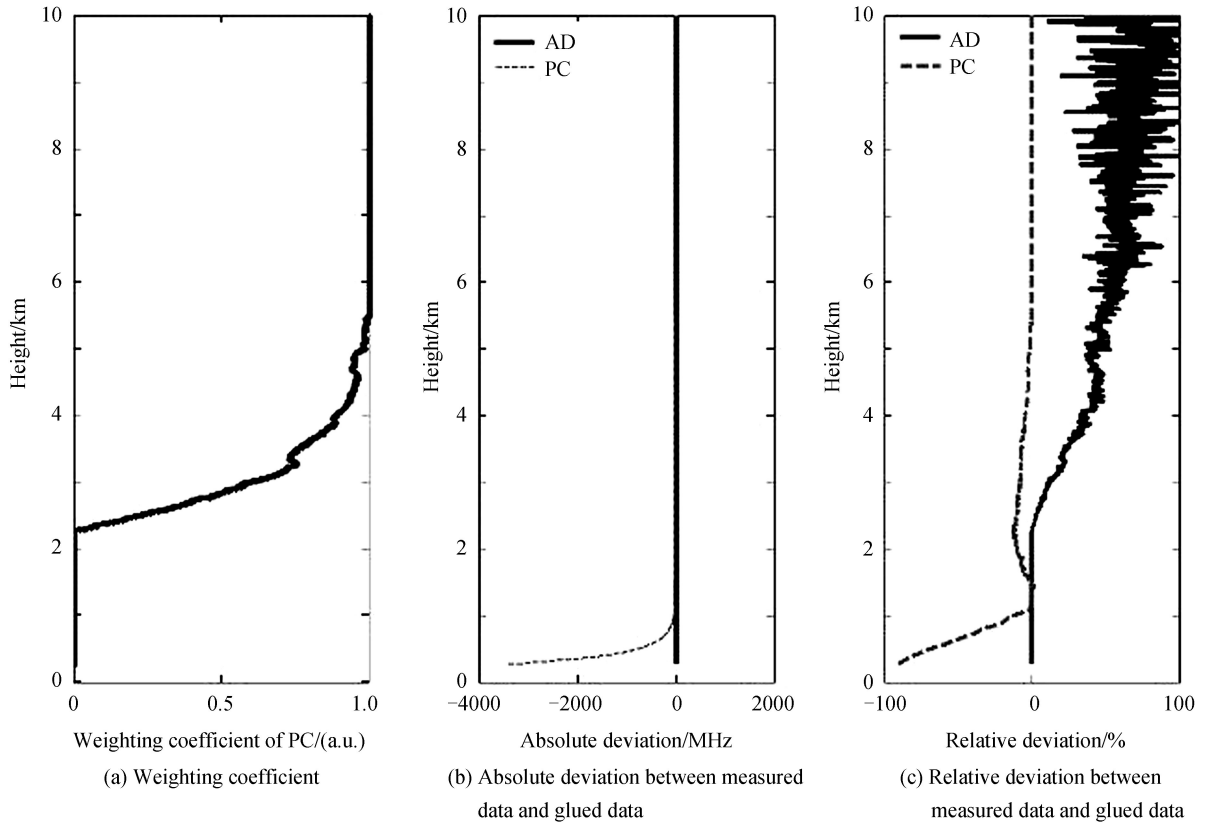 10
8
6
4
2
0
Height/km
0
0.5
1.0
Weighting coefficient of PC/(a.u.)
(a) Weighting coefficient
10
8
6
4
2
0
Height/km
AD
PC
−4000
−2000
0
2000
Absolute deviation/MHz
(b) Absolute deviation between measured
data and glued data
10
8
6
4
2
0
Height/km
AD
PC
−100
0
100
Relative deviation/%
(c) Relative deviation between
measured data and glued data